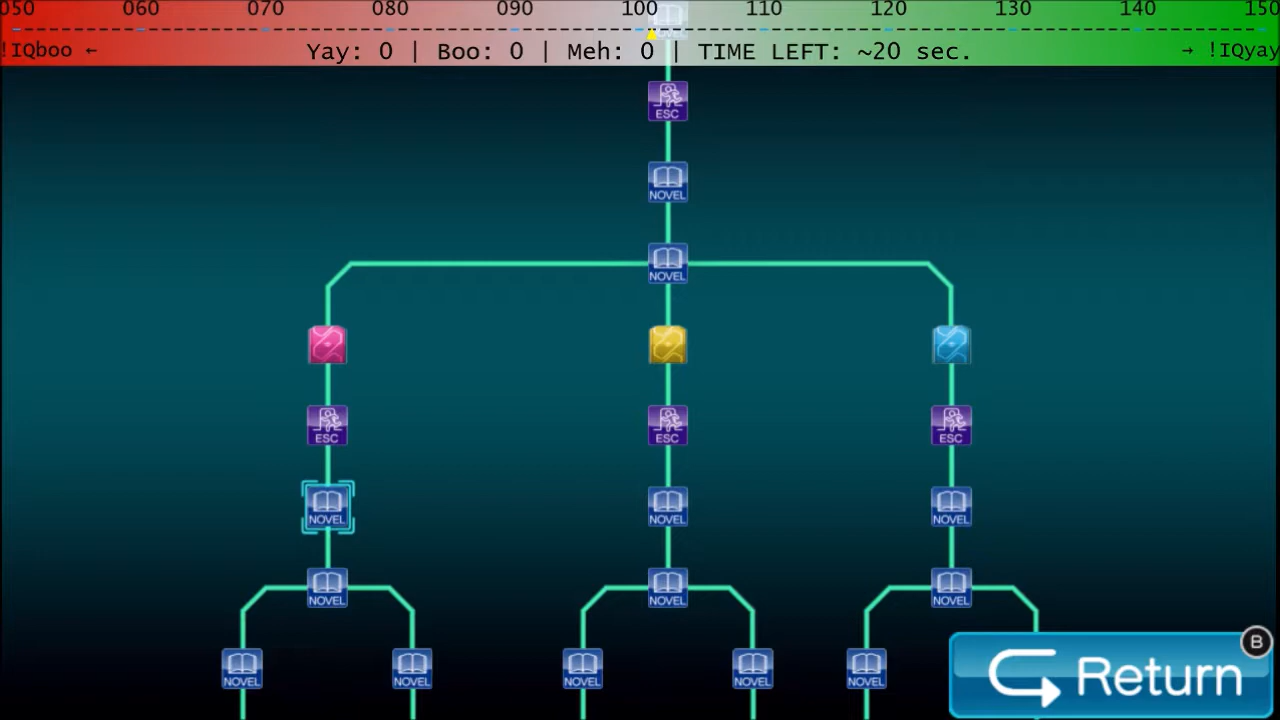 050 060 070 080 090 100 110 120 130 140 150
!IQboo ← Yay: 0 | Boo: 0 | Meh: 0 | TIME LEFT: ~20 sec. → !IQyay
ESC
NOVEL
NOVEL
ESC ESC ESC
NOVEL NOVEL NOVEL
NOVEL NOVEL NOVEL
B
NOVEL NOVEL NOVEL NOVEL NOVEL
Return